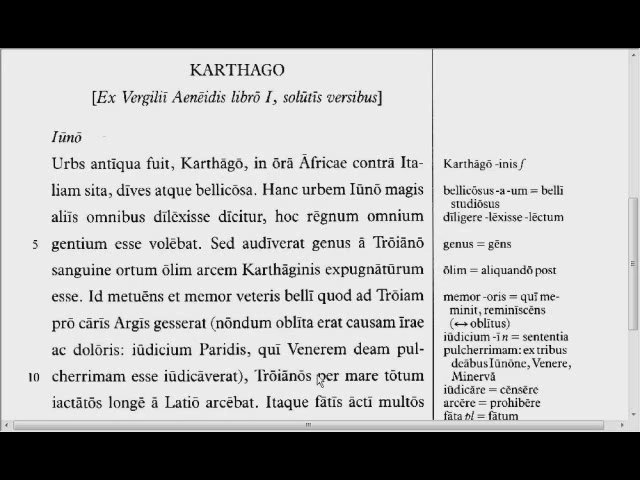 KARTHAGO
[Ex Vergiliī Aenēidis librō I, solūtīs versibus]
Iūnō
Urbs antīqua fuit, Karthāgō, in ōrā Āfricae contrā Ita-
liam sita, dīves atque bellicōsa. Hanc urbem Iūnō magis
aliīs omnibus dīlēxisse dīcitur, hoc rēgnum omnium
5 gentium esse volēbat. Sed audīverat genus ā Trōiānō
sanguine ortum ōlim arcem Karthāginis expugnātūrum
esse. Id metuēns et memor veteris bellī quod ad Trōiam
prō cārīs Argīs gesserat (nōndum oblīta erat causam īrae
ac dolōris: iūdicium Paridis, quī Venerem deam pul-
10 cherrimam esse iūdicāverat), Trōiānōs per mare tōtum
iactātōs longē ā Latiō arcēbat. Itaque fātīs āctī multōs
Karthāgō -inis f
bellicōsus -a -um = bellī
studiōsus
dīligere -lēxisse -lēctum
genus = gēns
ōlim = aliquandō post
memor -oris = quī me-
minit, reminīscēns
(↔ oblītus)
iūdicium -ī n = sententia
pulcherrimam: ex tribus
deābus Iūnōne, Venere,
Minervā
iūdicāre = cēnsēre
arcēre = prohibēre
fāta pl = fātum